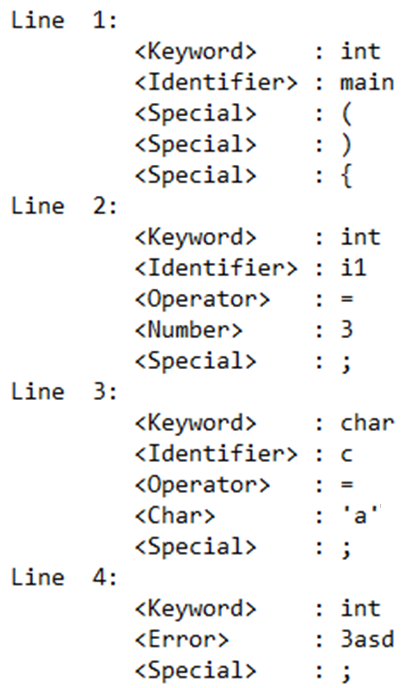 Line  1:
<Keyword>    : int
<Identifier> : main
<Special>    : (
<Special>    : )
<Special>    : {
Line  2:
<Keyword>    : int
<Identifier> : i1
<Operator>   : =
<Number>     : 3
<Special>    : ;
Line  3:
<Keyword>    : char
<Identifier> : c
<Operator>   : =
<Char>       : 'a'
<Special>    : ;
Line  4:
<Keyword>    : int
<Error>      : 3asd
<Special>    : ;